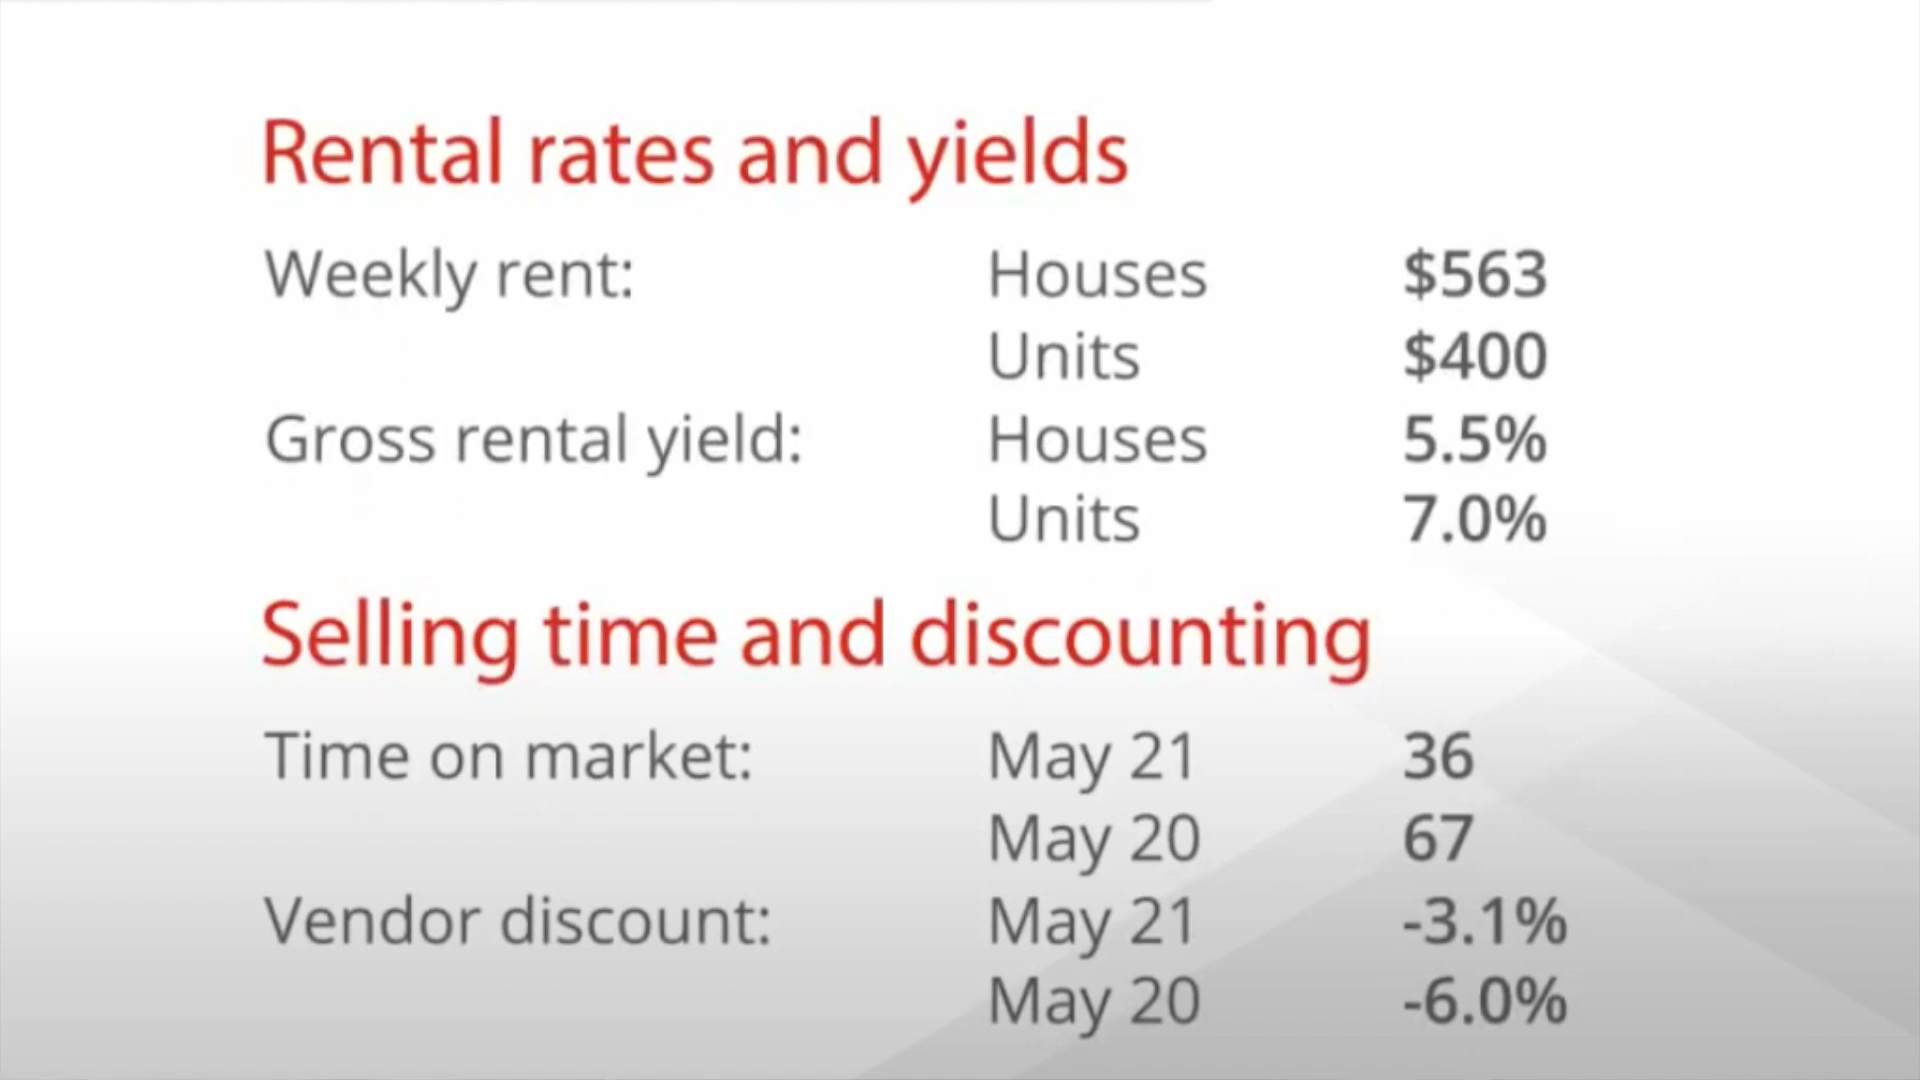 Rental rates and yields
Weekly rent: Houses $563
Units $400
Gross rental yield: Houses 5.5%
Units 7.0%
Selling time and discounting
Time on market: May 21 36
May 20 67
Vendor discount: May 21 -3.1%
May 20 -6.0%